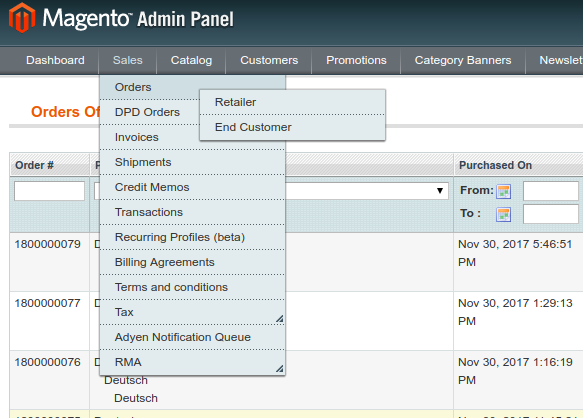 Magento™ Admin Panel
Dashboard Sales Catalog Customers Promotions Category Banners Newslet
Orders Of
Orders
DPD Orders
Invoices
Shipments
Credit Memos
Transactions
Recurring Profiles (beta)
Billing Agreements
Terms and conditions
Tax
Adyen Notification Queue
RMA
Retailer
End Customer
Order # Purchased On
From:
To :
1800000079 Nov 30, 2017 5:46:51
PM
1800000077 Nov 30, 2017 1:29:13
PM
1800000076 Nov 30, 2017 1:16:19
PM
Deutsch
Deutsch